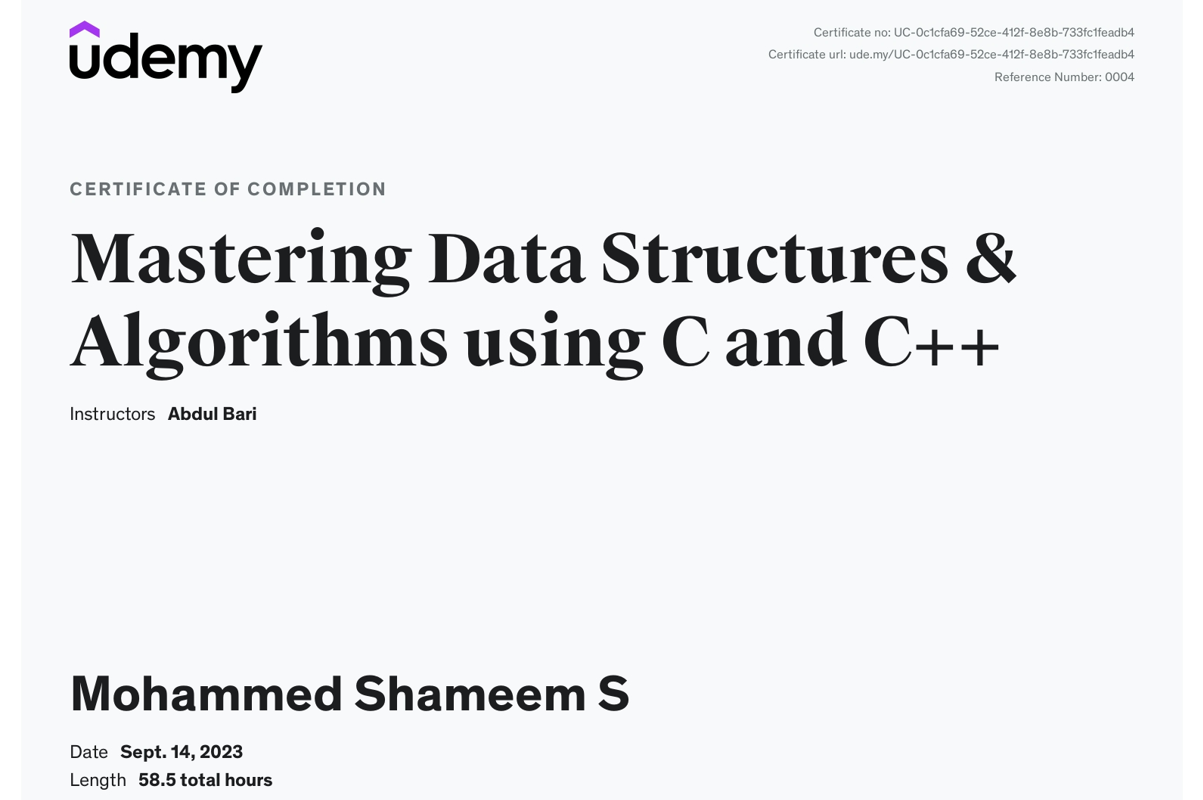 udemy
Certificate no: UC-0c1cfa69-52ce-412f-8e8b-733fc1feadb4
Certificate url: ude.my/UC-0c1cfa69-52ce-412f-8e8b-733fc1feadb4
Reference Number: 0004
CERTIFICATE OF COMPLETION
Mastering Data Structures &
Algorithms using C and C++
Instructors Abdul Bari
Mohammed Shameem S
Date Sept. 14, 2023
Length 58.5 total hours